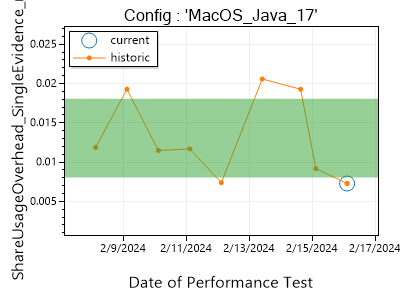 Config : 'MacOS_Java_17'
current
historic
ShareUsageOverhead_SingleEvidence_
0.025
0.02
0.015
0.01
0.005
2/9/2024
2/11/2024
2/13/2024
2/15/2024
2/17/2024
Date of Performance Test